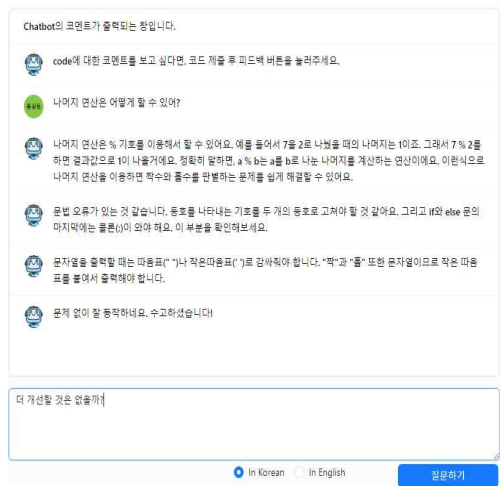 Chatbot의 코멘트가 출력되는 창입니다.
code에 대한 코멘트를 보고 싶다면, 코드 제출 후 피드백 버튼을 눌러주세요.
홍길동
나머지 연산은 어떻게 할 수 있어?
나머지 연산은 % 기호를 이용해서 할 수 있어요. 예를 들어서 7을 2로 나눴을 때의 나머지는 1이죠. 그래서 7 % 2를
하면 결과값으로 1이 나올거에요. 정확히 말하면, a % b는 a를 b로 나눈 나머지를 계산하는 연산이에요. 이런식으로
나머지 연산을 이용하면 짝수와 홀수를 판별하는 문제를 쉽게 해결할 수 있어요.
문법 오류가 있는 것 같습니다. 등호를 나타내는 기호를 두 개의 등호로 고쳐야 할 것 같아요. 그리고 if와 else 문의
마지막에는 콜론(:)이 와야 해요. 이 부분을 확인해보세요.
문자열을 출력할 때는 따옴표(" ")나 작은따옴표(' ')로 감싸줘야 합니다. "짝"과 "홀" 또한 문자열이므로 작은 따옴
표를 붙여서 출력해야 합니다.
문제 없이 잘 동작하네요. 수고하셨습니다!
더 개선할 것은 없을까?
In Korean In English
질문하기